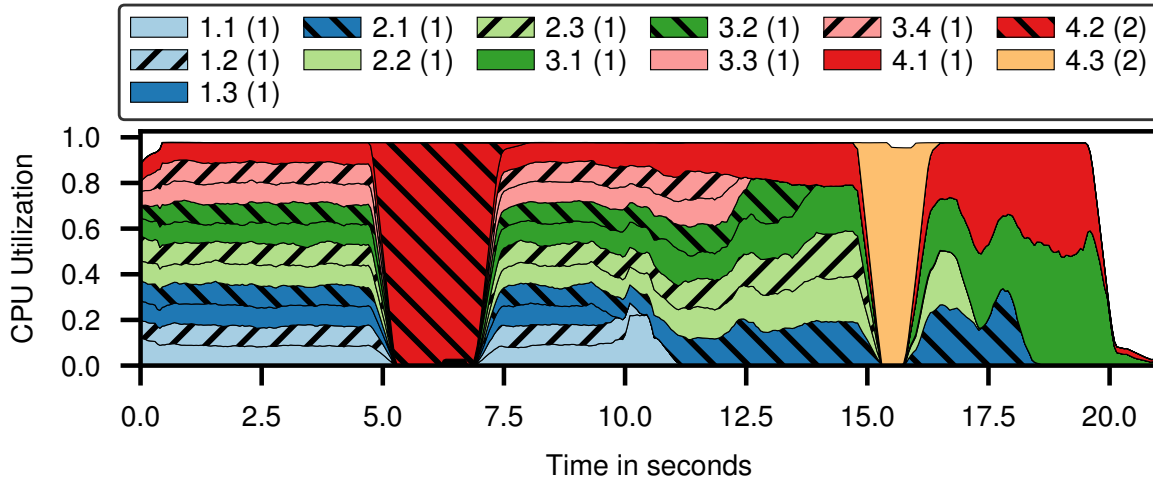 1.1 (1) 2.1 (1) 2.3 (1) 3.2 (1) 3.4 (1) 4.2 (2)
1.2 (1) 2.2 (1) 3.1 (1) 3.3 (1) 4.1 (1) 4.3 (2)
1.3 (1)
CPU Utilization
1.0
0.8
0.6
0.4
0.2
0.0
0.0 2.5 5.0 7.5 10.0 12.5 15.0 17.5 20.0
Time in seconds